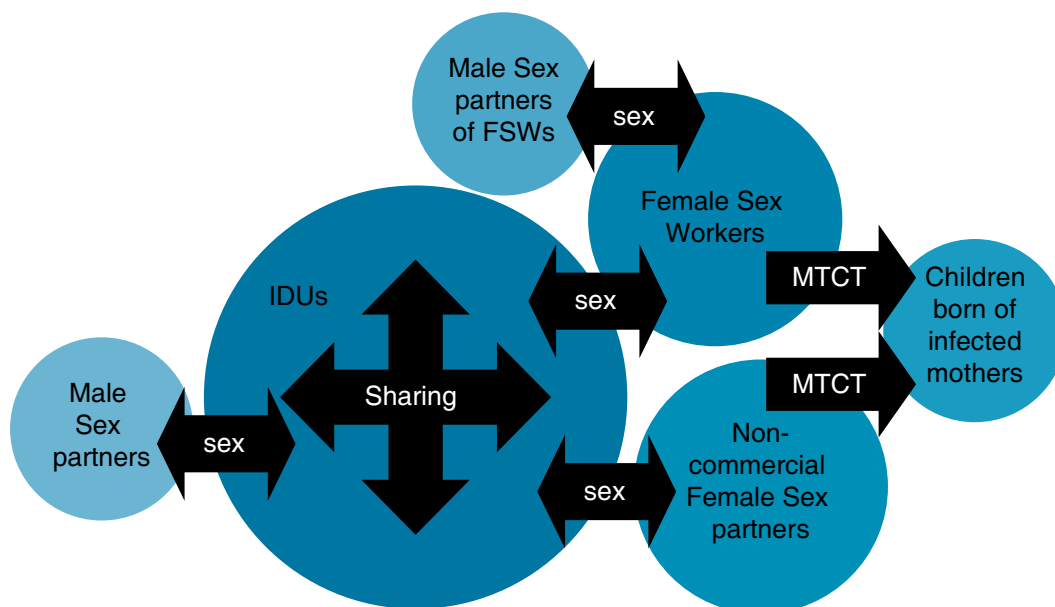 Male Sex
partners
of FSWs
sex
Female Sex
Workers
IDUs
sex
MTCT
Children
born of
infected
mothers
Sharing
MTCT
Male
Sex
partners
sex
sex
Non-
commercial
Female Sex
partners